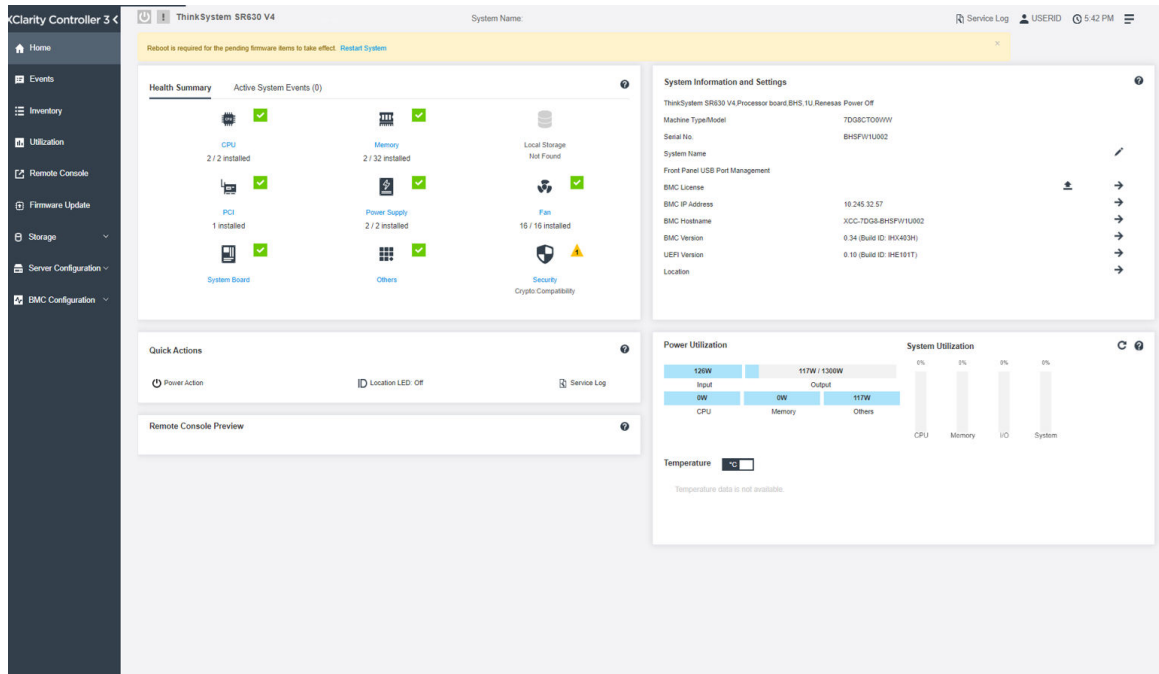 XClarity Controller 3
ThinkSystem SR630 V4
System Name:
Service Log
USERID
5:42 PM
Home
Events
Inventory
Utilization
Remote Console
Firmware Update
Storage
Server Configuration
BMC Configuration
Reboot is required for the pending firmware items to take effect. Restart System
Health Summary
Active System Events (0)
CPU
2 / 2 installed
Memory
2 / 32 installed
Local Storage
Not Found
PCI
1 installed
Power Supply
2 / 2 installed
Fan
16 / 16 installed
System Board
Others
Security
Crypto:Compatibility
System Information and Settings
ThinkSystem SR630 V4,Processor board,BHS,1U,Renesas Power Off
Machine Type/Model 7DG8CTO0WW
Serial No. BHSFW1U002
System Name
Front Panel USB Port Management
BMC License
BMC IP Address 10.245.32.57
BMC Hostname XCC-7DG8-BHSFW1U002
BMC Version 0.34 (Build ID: IHX403H)
UEFI Version 0.10 (Build ID: IHE101T)
Location
Quick Actions
Power Action
Location LED: Off
Service Log
Remote Console Preview
Power Utilization
126W 117W / 1300W
Input Output
0W 0W 117W
CPU Memory Others
System Utilization
0% 0% 0% 0%
CPU Memory I/O System
Temperature °C
Temperature data is not available.